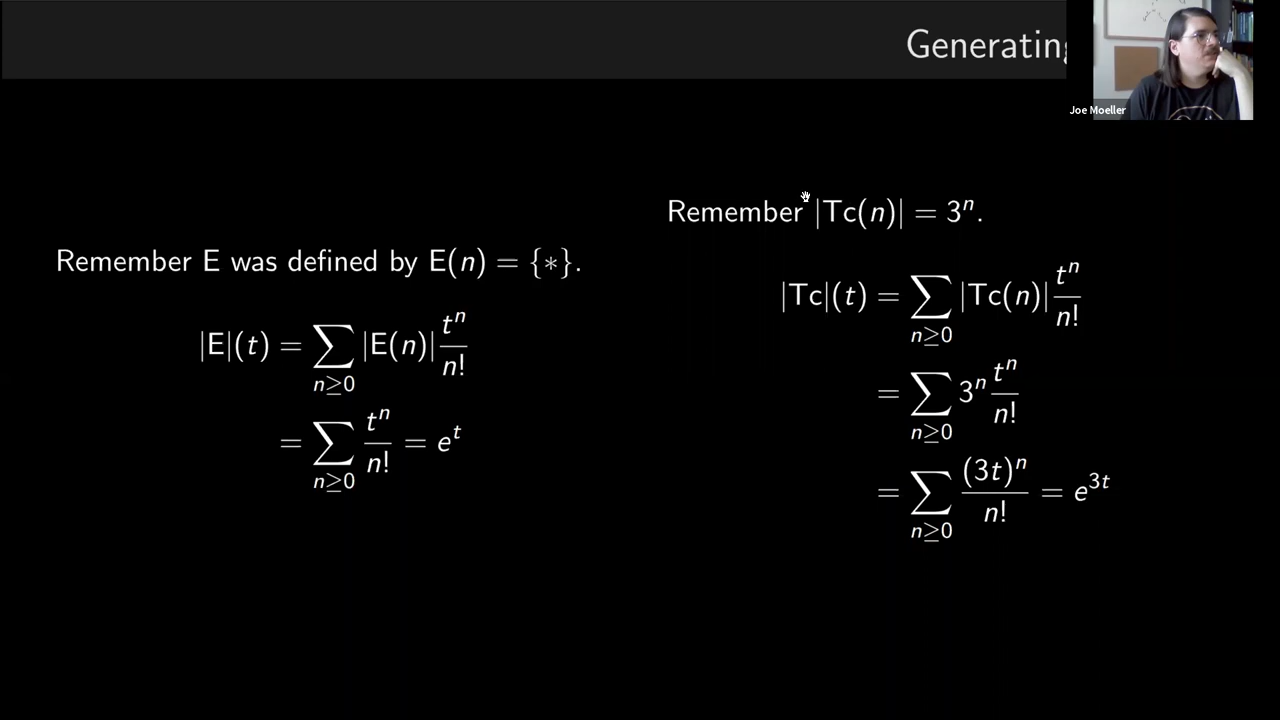 Generating
Joe Moeller
Remember E was defined by E(n) = {∗}.
|E|(t) = ∑_{n≥0} |E(n)| t^n/n!
= ∑_{n≥0} t^n/n! = e^t
Remember |Tc(n)| = 3^n.
|Tc|(t) = ∑_{n≥0} |Tc(n)| t^n/n!
= ∑_{n≥0} 3^n t^n/n!
= ∑_{n≥0} (3t)^n/n! = e^{3t}